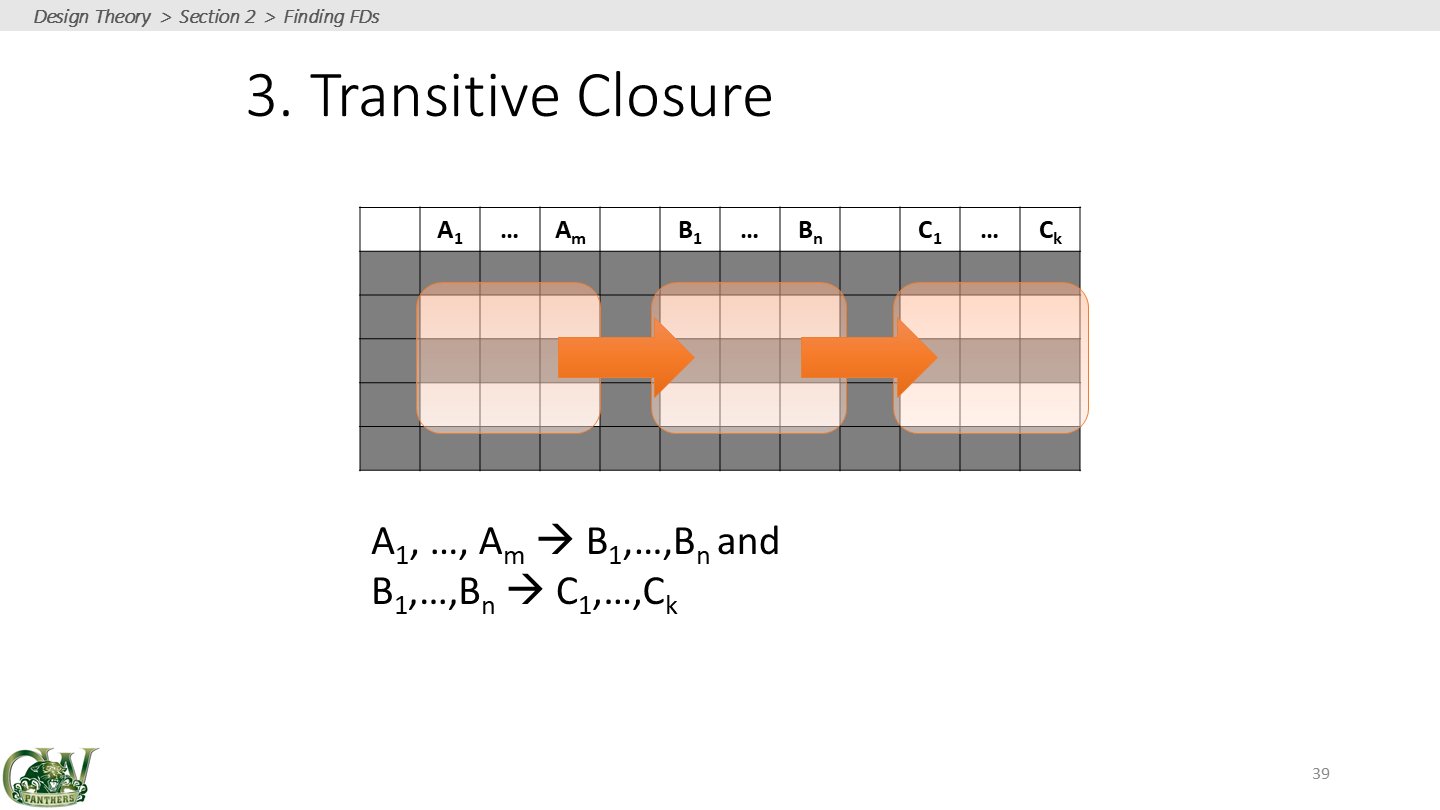 Design Theory > Section 2 > Finding FDs
3. Transitive Closure
A1 … Am B1 … Bn C1 … Ck
A1, …, Am → B1,…,Bn and
B1,…,Bn → C1,…,Ck
OW
PANTHERS
39